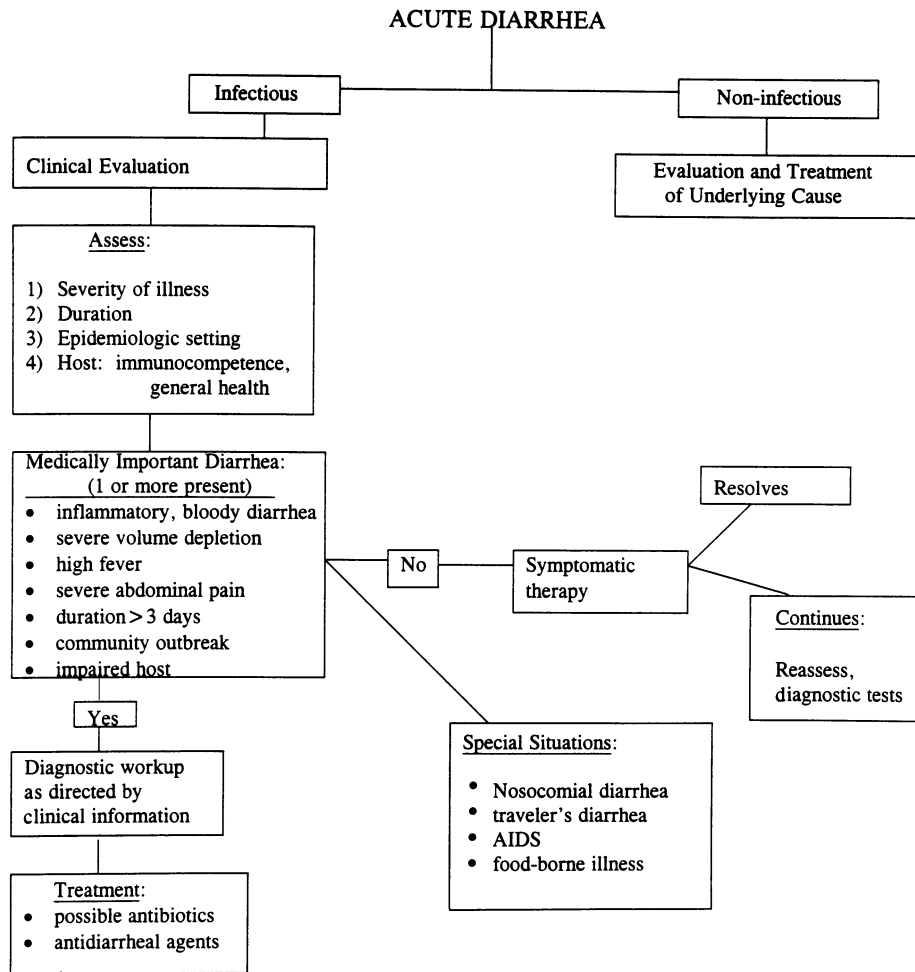 ACUTE DIARRHEA
Infectious
Non-infectious
Clinical Evaluation
Evaluation and Treatment
of Underlying Cause
Assess:
1) Severity of illness
2) Duration
3) Epidemiologic setting
4) Host: immunocompetence,
general health
Medically Important Diarrhea:
(1 or more present)
• inflammatory, bloody diarrhea
• severe volume depletion
• high fever
• severe abdominal pain
• duration > 3 days
• community outbreak
• impaired host
No
Symptomatic
therapy
Resolves
Continues:
Reassess,
diagnostic tests
Yes
Diagnostic workup
as directed by
clinical information
Special Situations:
• Nosocomial diarrhea
• traveler's diarrhea
• AIDS
• food-borne illness
Treatment:
• possible antibiotics
• antidiarrheal agents